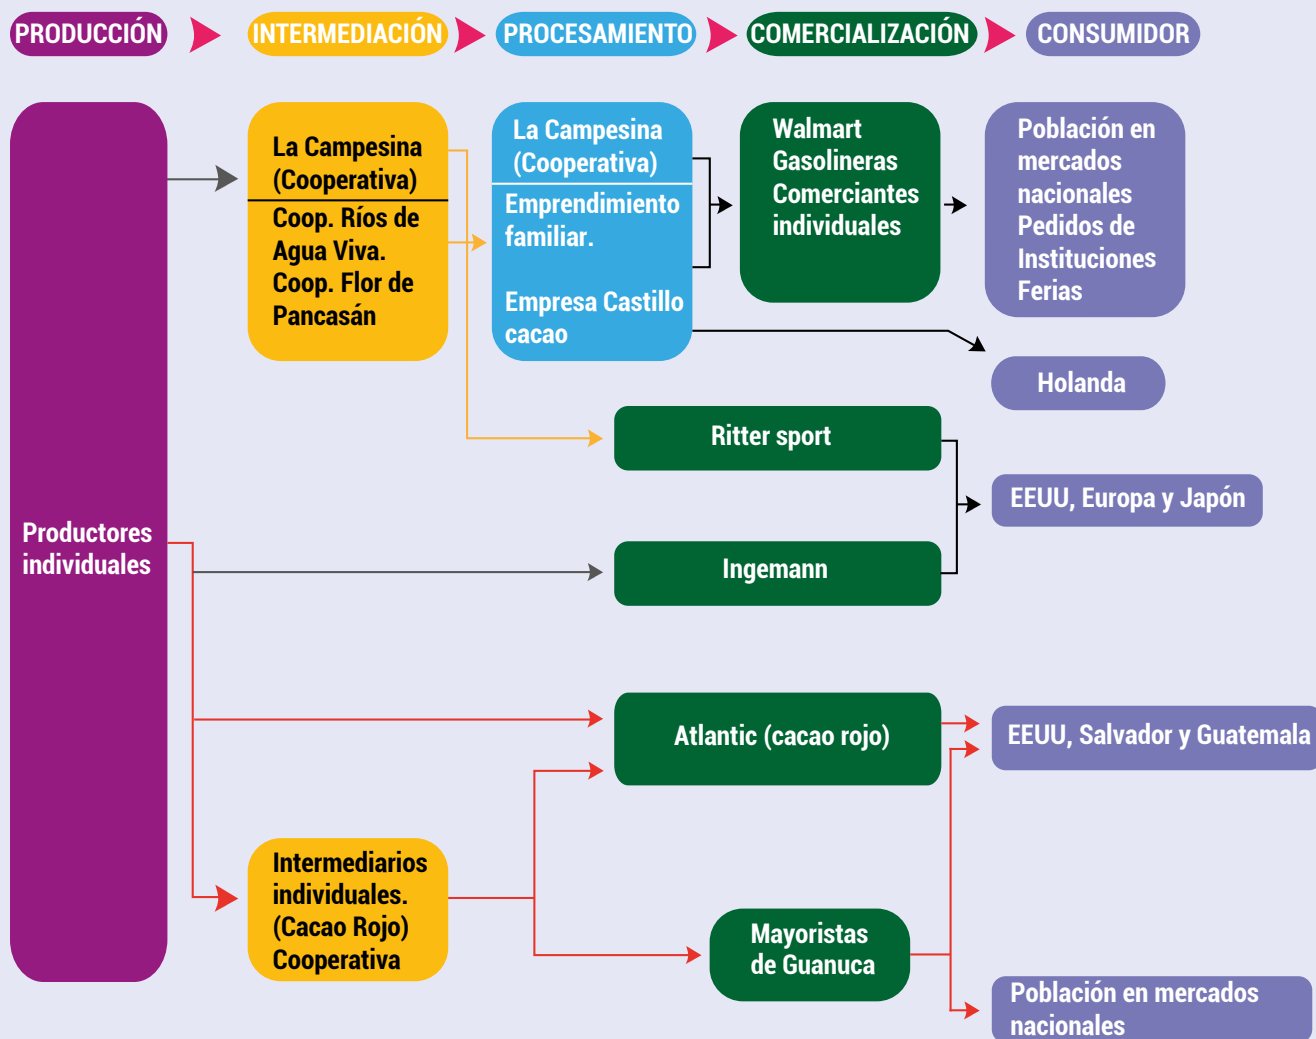 PRODUCCIÓN
INTERMEDIACIÓN
PROCESAMIENTO
COMERCIALIZACIÓN
CONSUMIDOR
Productores
individuales
La Campesina
(Cooperativa)
Coop. Ríos de
Agua Viva.
Coop. Flor de
Pancasán
La Campesina
(Cooperativa)
Emprendimiento
familiar.
Empresa Castillo
cacao
Walmart
Gasolineras
Comerciantes
individuales
Población en
mercados
nacionales
Pedidos de
Instituciones
Ferias
Holanda
Ritter sport
EEUU, Europa y Japón
Ingemann
Atlantic (cacao rojo)
EEUU, Salvador y Guatemala
Intermediarios
individuales.
(Cacao Rojo)
Cooperativa
Mayoristas
de Guanuca
Población en mercados
nacionales